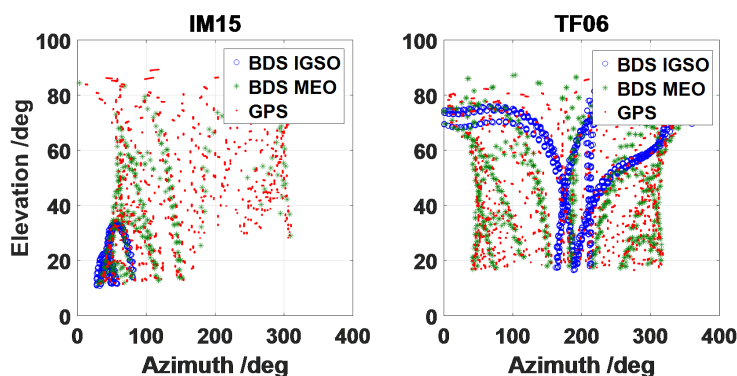 IM15
100
80
60
40
20
0
Elevation /deg
0 100 200 300 400
Azimuth /deg
BDS IGSO
BDS MEO
GPS
TF06
100
80
60
40
20
0
0 100 200 300 400
Azimuth /deg
BDS IGSO
BDS MEO
GPS